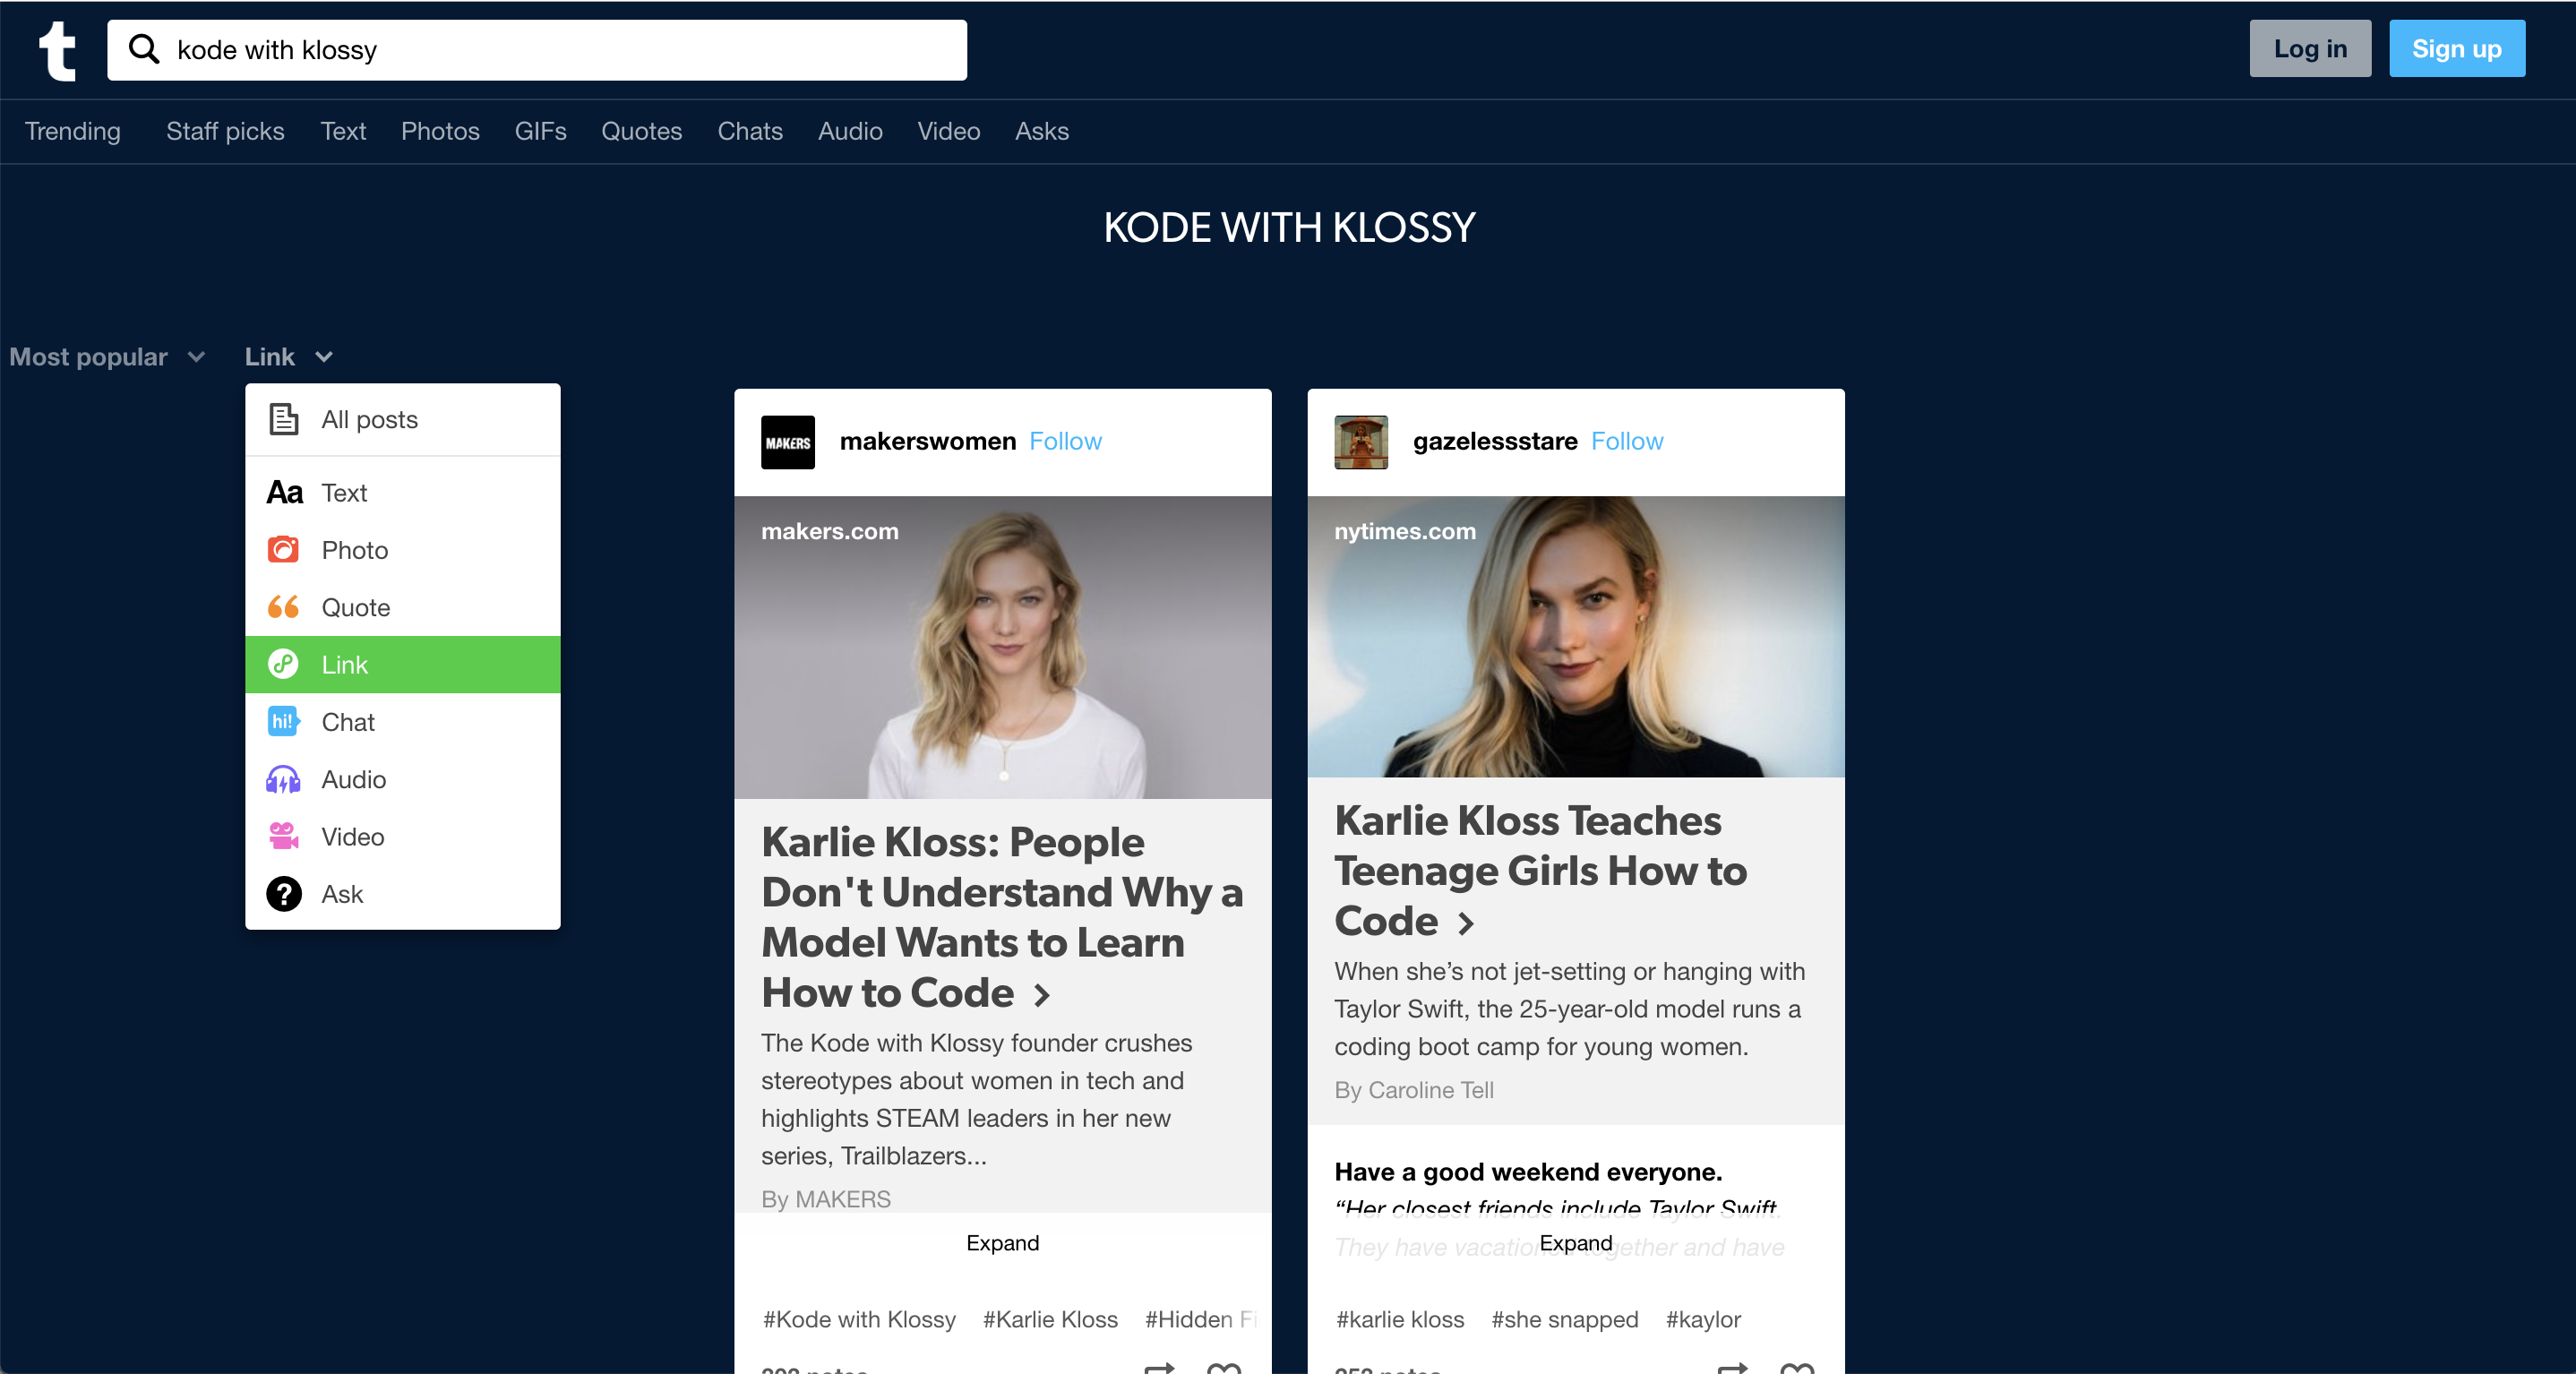 t kode with klossy Log in Sign up
Trending Staff picks Text Photos GIFs Quotes Chats Audio Video Asks
KODE WITH KLOSSY
Most popular Link
All posts
Aa Text
Photo
Quote
Link
hi! Chat
Audio
Video
? Ask
MAKERS makerswomen Follow
makers.com
Karlie Kloss: People
Don't Understand Why a
Model Wants to Learn
How to Code >
The Kode with Klossy founder crushes
stereotypes about women in tech and
highlights STEAM leaders in her new
series, Trailblazers...
By MAKERS
Expand
#Kode with Klossy #Karlie Kloss #Hidden
notes
gazelessstare Follow
nytimes.com
Karlie Kloss Teaches
Teenage Girls How to
Code >
When she’s not jet-setting or hanging with
Taylor Swift, the 25-year-old model runs a
coding boot camp for young women.
By Caroline Tell
Have a good weekend everyone.
“Her closest friends include Taylor Swift.
They have vacationed together and have
Expand
#karlie kloss #she snapped #kaylor
notes